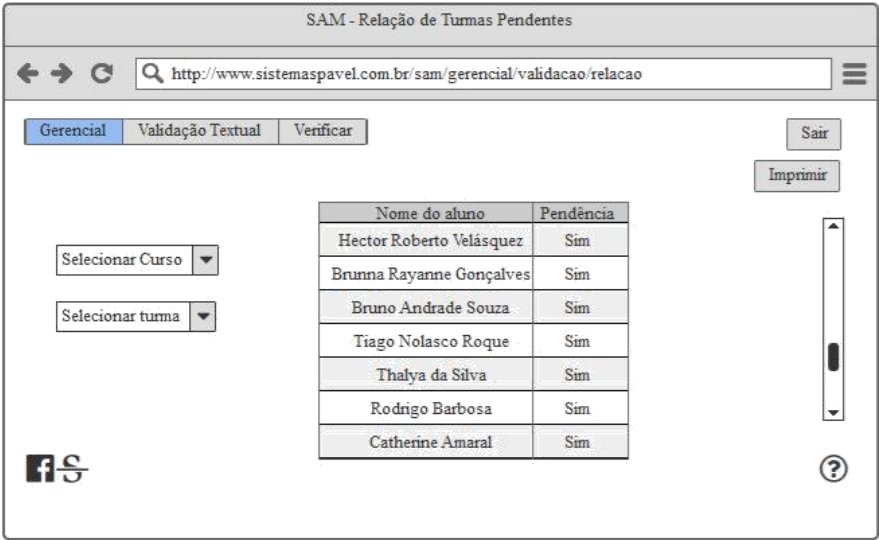 SAM - Relação de Turmas Pendentes
http://www.sistemaspavel.com.br/sam/gerencial/validacao/relacao
Gerencial Validação Textual Verificar
Sair
Imprimir
Nome do aluno Pendência
Hector Roberto Velásquez Sim
Selecionar Curso
Brunna Rayanne Gonçalves Sim
Bruno Andrade Souza Sim
Selecionar turma
Tiago Nolasco Roque Sim
Thalya da Silva Sim
Rodrigo Barbosa Sim
Catherine Amaral Sim
f S ?